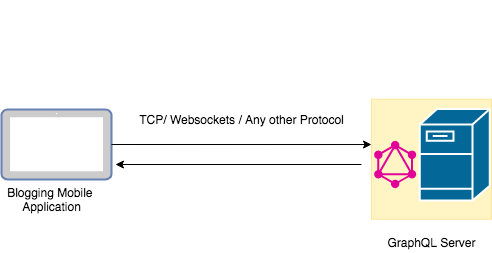 TCP/ Websockets / Any other Protocol
Blogging Mobile
Application
GraphQL Server